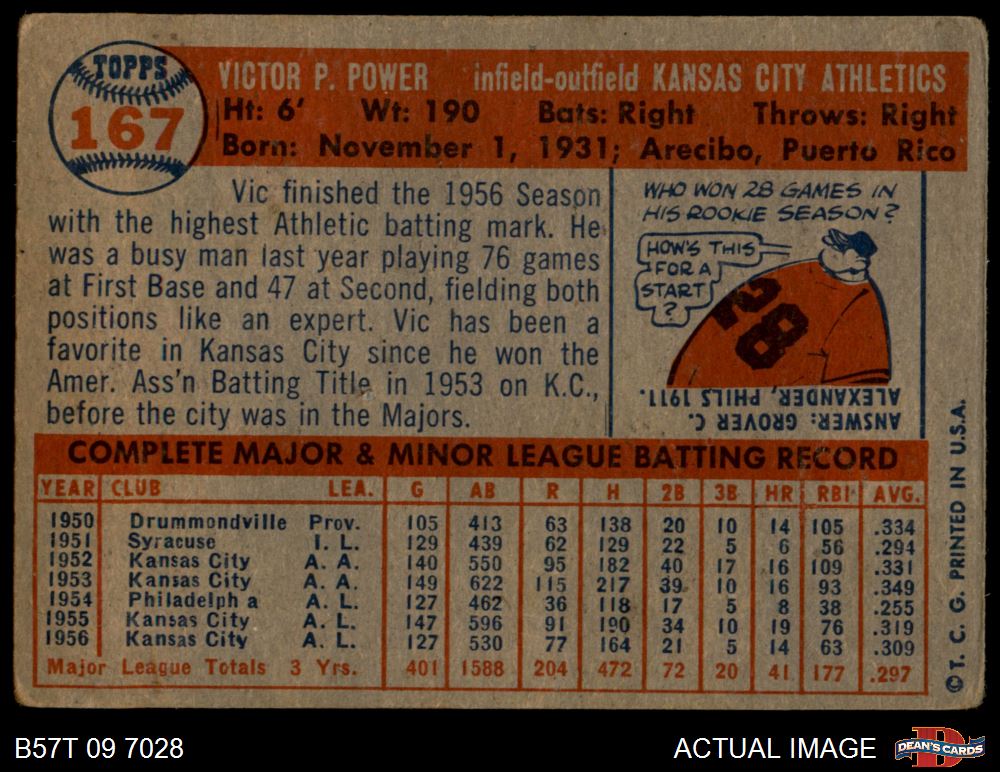 TOPPS
167
VICTOR P. POWER infield-outfield KANSAS CITY ATHLETICS
Ht: 6' Wt: 190 Bats: Right Throws: Right
Born: November 1, 1931; Arecibo, Puerto Rico
Vic finished the 1956 Season
with the highest Athletic batting mark. He
was a busy man last year playing 76 games
at First Base and 47 at Second, fielding both
positions like an expert. Vic has been a
favorite in Kansas City since he won the
Amer. Ass'n Batting Title in 1953 on K.C.,
before the city was in the Majors.
WHO WON 28 GAMES IN
HIS ROOKIE SEASON?
HOW'S THIS
FOR A
START
?
28
ANSWER: GROVER C.
ALEXANDER, PHILS 1911.
COMPLETE MAJOR & MINOR LEAGUE BATTING RECORD
YEAR CLUB LEA. G AB R H 2B 3B HR RBI AVG.
1950 Drummondville Prov. 105 413 63 138 20 10 14 105 .334
1951 Syracuse I. L. 129 439 62 129 22 5 6 56 .294
1952 Kansas City A. A. 140 550 95 182 40 17 16 109 .331
1953 Kansas City A. A. 149 622 115 217 39 10 16 93 .349
1954 Philadelph a A. L. 127 462 36 118 17 5 8 38 .255
1955 Kansas City A. L. 147 596 91 190 34 10 19 76 .319
1956 Kansas City A. L. 127 530 77 164 21 5 14 63 .309
Major League Totals 3 Yrs. 401 1588 204 472 72 20 41 177 .297
© T. C. G. PRINTED IN U.S.A.
B57T 09 7028
ACTUAL IMAGE
DEAN'S CARDS